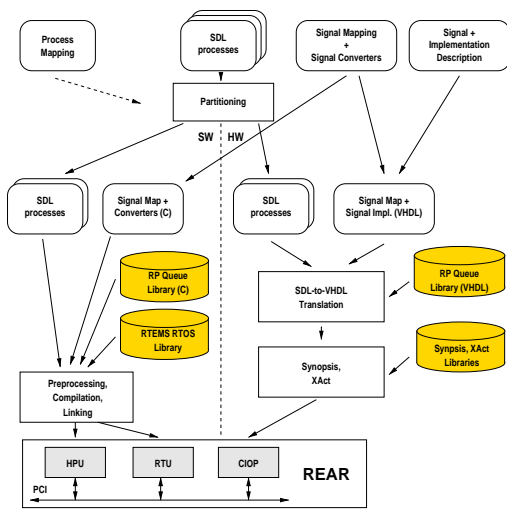 Process
Mapping
SDL
processes
Signal Mapping
+
Signal Converters
Signal +
Implementation
Description
Partitioning
SW
HW
SDL
processes
Signal Map +
Converters (C)
SDL
processes
Signal Map +
Signal Impl. (VHDL)
RP Queue
Library (C)
SDL-to-VHDL
Translation
RP Queue
Library (VHDL)
RTEMS RTOS
Library
Synopsis,
XAct
Synpsis, XAct
Libraries
Preprocessing,
Compilation,
Linking
HPU
RTU
CIOP
REAR
PCI